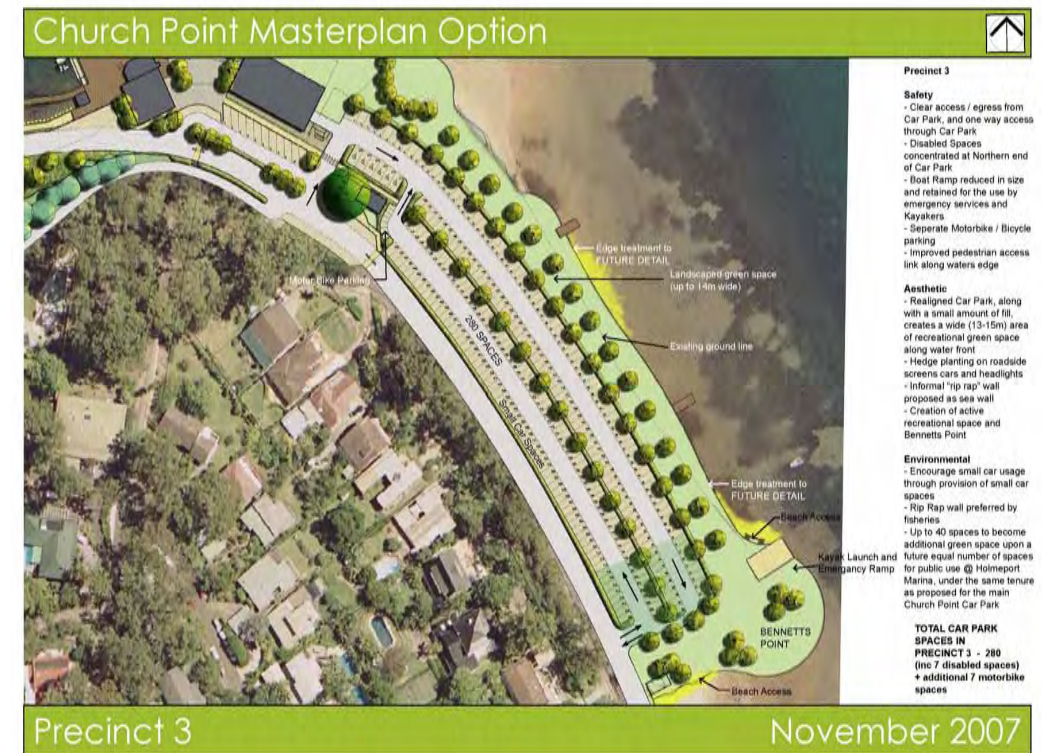 Church Point Masterplan Option
Precinct 3
Safety
- Clear access / egress from
Car Park, and one way access
through Car Park
- Disabled Spaces
concentrated at Northern end
of Car Park
- Boat Ramp reduced in size
and retained for the use by
emergency services and
Kayakers
- Seperate Motorbike / Bicycle
parking
- Improved pedestrian access
link along waters edge
Aesthetic
- Realigned Car Park, along
with a small amount of fill,
creates a wide (13-15m) area
of recreational green space
along water front
- Hedge planting on roadside
screens cars and headlights
- Informal "rip rap" wall
proposed as sea wall
- Creation of active
recreational space and
Bennetts Point
Environmental
- Encourage small car usage
through provision of small car
spaces
- Rip Rap wall preferred by
fisheries
- Up to 40 spaces to become
additional green space upon a
future equal number of spaces
for public use @ Holmeport
Marina, under the same tenure
as proposed for the main
Church Point Car Park
TOTAL CAR PARK
SPACES IN
PRECINCT 3 - 280
(inc 7 disabled spaces)
+ additional 7 motorbike
spaces
Edge treatment to
FUTURE DETAIL
Landscaped green space
(up to 14m wide)
Motor Bike Parking
280 SPACES
Existing ground line
Small Car Spaces
Edge treatment to
FUTURE DETAIL
Beach Access
Kayak Launch and
Emergancy Ramp
BENNETTS
POINT
Beach Access
Precinct 3
November 2007